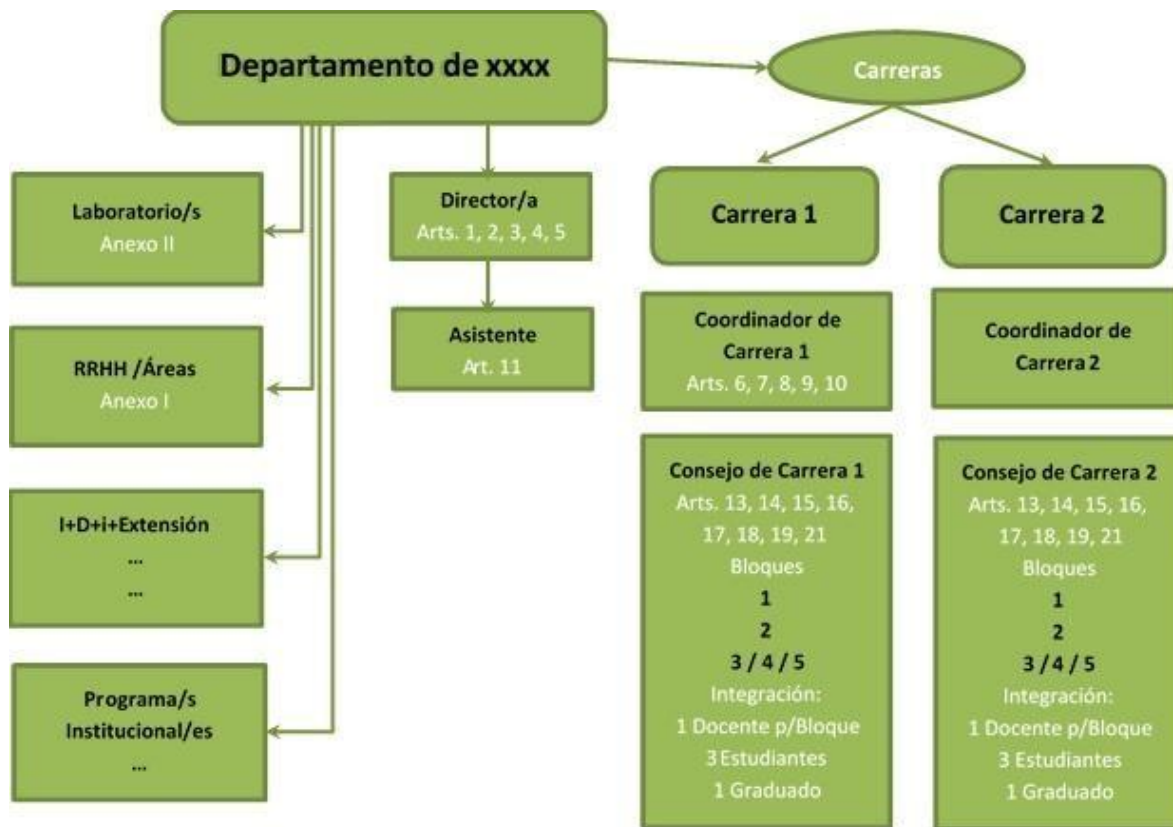 Departamento de xxxx
Carreras
Laboratorio/s
Anexo II
RRHH /Áreas
Anexo I
I+D+i+Extensión
...
...
Programa/s
Institucional/es
...
Director/a
Arts. 1, 2, 3, 4, 5
Asistente
Art. 11
Carrera 1
Coordinador de
Carrera 1
Arts. 6, 7, 8, 9, 10
Consejo de Carrera 1
Arts. 13, 14, 15, 16,
17, 18, 19, 21
Bloques
1
2
3 / 4 / 5
Integración:
1 Docente p/Bloque
3 Estudiantes
1 Graduado
Carrera 2
Coordinador de
Carrera 2
Consejo de Carrera 2
Arts. 13, 14, 15, 16,
17, 18, 19, 21
Bloques
1
2
3 / 4 / 5
Integración:
1 Docente p/Bloque
3 Estudiantes
1 Graduado